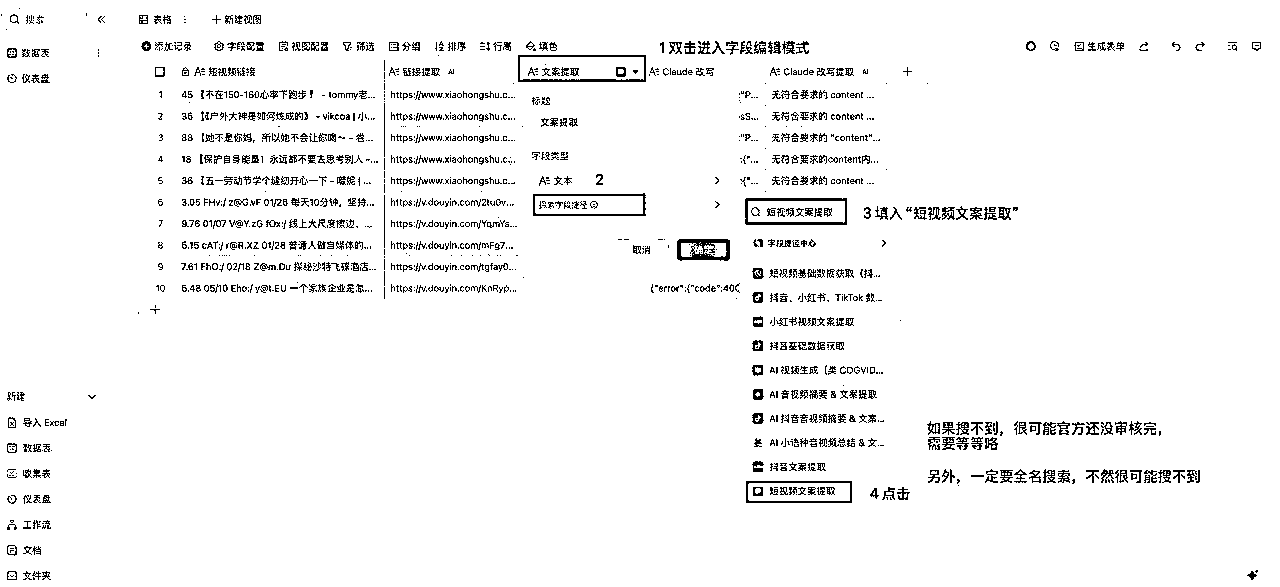 搜索
表格
新建视图
添加记录
字段配置
视图配置
筛选
分组
排序
行高
填色
1 双击进入字段编辑模式
生成表单
数据表
仪表盘
短视频链接
链接提取 AI
文案提取
Claude 改写
Claude 改写提取 AI
1 45 【不在150-160心率下跑步！ - tommy老... https://www.xiaohongshu.c... :"P... 无符合要求的 content ...
2 36 【《户外大神是如何炼成的》 - vikcoa | 小... https://www.xiaohongshu.c... sS... 无符合要求的 content ...
3 88 【她不是你妈，所以她不会让你哦～ - 爸... https://www.xiaohongshu.c... :"P... 无符合要求的 "content"...
4 18 【保护自身能量！永远都不要去思考别人 -... https://www.xiaohongshu.c... :{"... 无符合要求的content内...
5 36 【五一劳动节学个缝纫开心一下 - https://www.xiaohongshu.c... :{"... 无符合要求的 content ...
6 3.05 FHv:/ z@G.vF 01/26 每天10分钟，坚持... https://v.douyin.com/2tu0v...
7 9.76 01/07 V@Y.zG fOx:/ 线上大尺度擦边、... https://v.douyin.com/YqmYa...
8 6.15 cAT:/ r@R.XZ 01/28 普通人做自媒体的... https://v.douyin.com/mFg7...
9 7.61 FhO:/ 02/18 Z@m.Du 探秘沙特飞碟酒店... https://v.douyin.com/tgfay0...
10 6.48 05/10 Eho:/ y@t.EU 一个家族企业是怎... https://v.douyin.com/KnRyp... {"error":{"code":400
标题
文案提取
字段类型
文本 2
探索字段捷径
取消
短视频文案提取
3 填入“短视频文案提取”
字段捷径中心
短视频基础数据获取（抖...
抖音、小红书、TikTok 数...
小红书视频文案提取
抖音基础数据获取
AI 视频生成（类 COGVID...
AI 音视频摘要 & 文案提取
AI 抖音音视频摘要 & 文案...
AI 小语种音视频总结 & 文...
抖音文案提取
短视频文案提取
4 点击
如果搜不到，很可能官方还没审核完，
需要等等咯
另外，一定要全名搜索，不然很可能搜不到
新建
导入 Excel
数据表
收集表
仪表盘
工作流
文档
文件夹